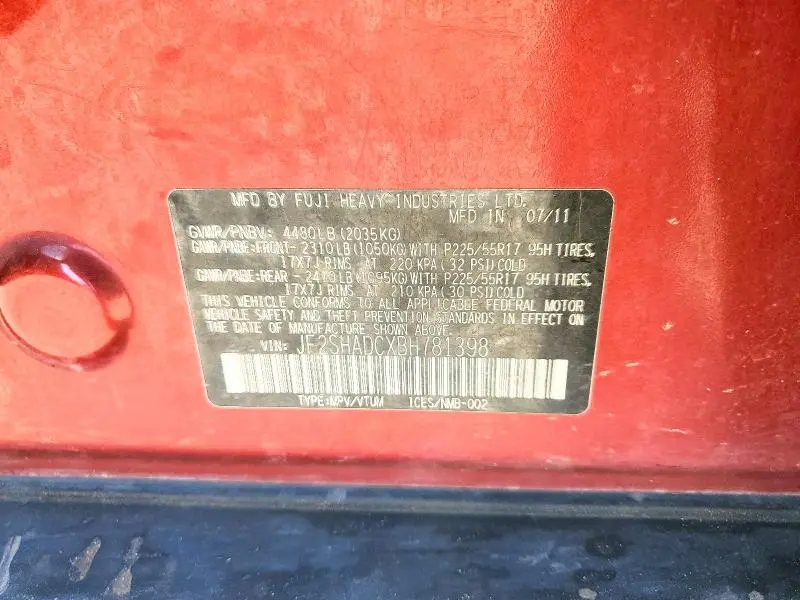 MFD BY FUJI HEAVY INDUSTRIES LTD.
MFD IN 07/11
GVWR/PNBV: 4480LB (2035KG)
GAWR/PNBE:FRONT- 2310LB(1050KG) WITH P225/55R17 95H TIRES,
17X7J RIMS AT 220 KPA (32 PSI) COLD
GAWR/PNBE:REAR - 2410LB(1095KG) WITH P225/55R17 95H TIRES,
17X7J RIMS AT 210 KPA (30 PSI) COLD
THIS VEHICLE CONFORMS TO ALL APPLICABLE FEDERAL MOTOR
VEHICLE SAFETY AND THEFT PREVENTION STANDARDS IN EFFECT ON
THE DATE OF MANUFACTURE SHOWN ABOVE.
VIN: JF2SHADCXBH781398
TYPE:MPV/VTUM 1CES/NMB-002